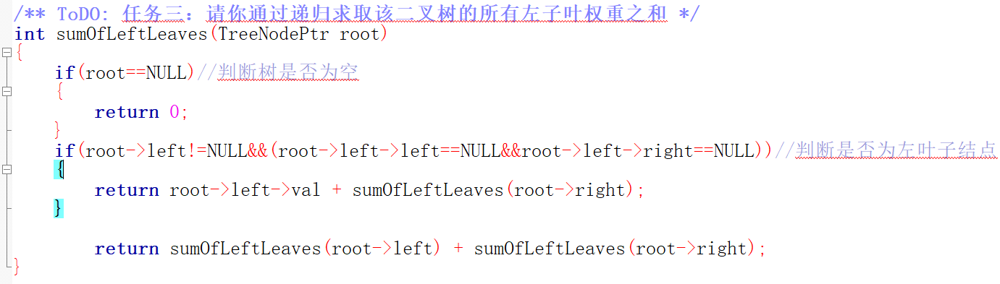 /** ToDO: 任务三：请你通过递归求取该二叉树的所有左子叶权重之和 */
int sumOfLeftLeaves(TreeNodePtr root)
{
    if(root==NULL)//判断树是否为空
    {
        return 0;
    }
    if(root->left!=NULL&&(root->left->left==NULL&&root->left->right==NULL))//判断是否为左叶子结点
    {
        return root->left->val + sumOfLeftLeaves(root->right);
    }
        return sumOfLeftLeaves(root->left) + sumOfLeftLeaves(root->right);
}